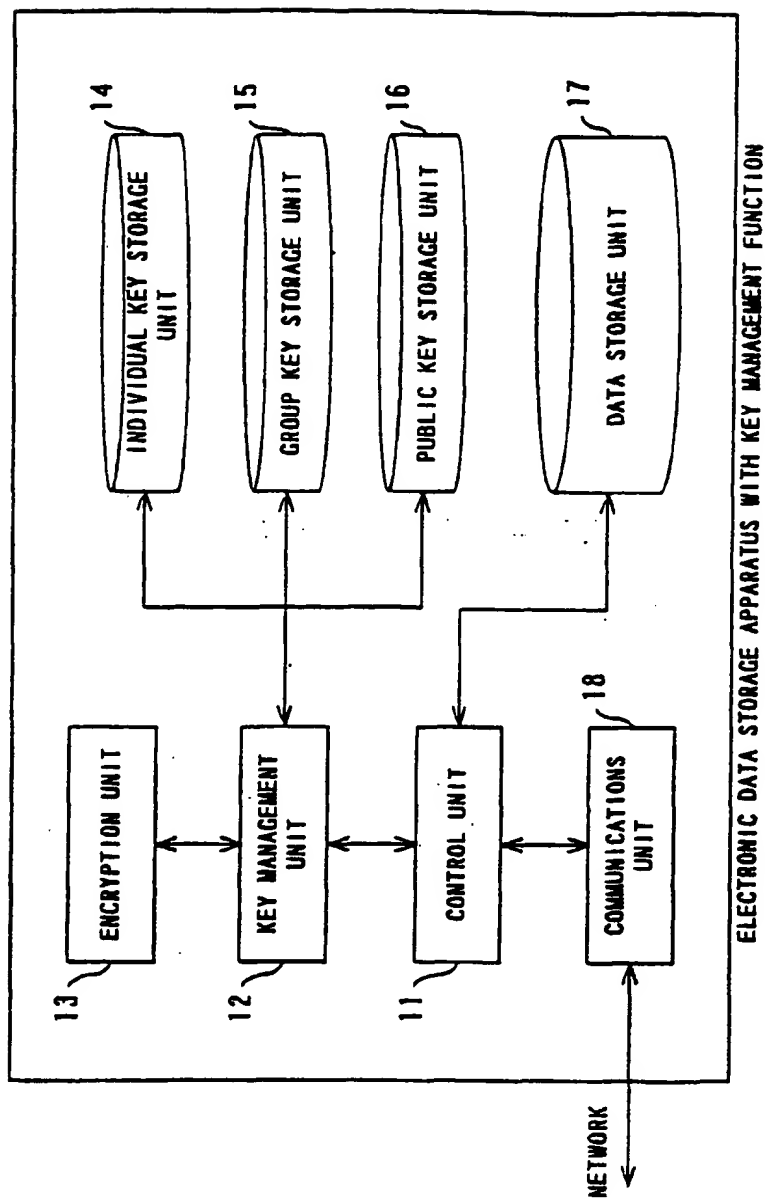 13
ENCRYPTION UNIT
INDIVIDUAL KEY STORAGE
UNIT
14
12
KEY MANAGEMENT
UNIT
GROUP KEY STORAGE UNIT
15
PUBLIC KEY STORAGE UNIT
16
11
CONTROL UNIT
DATA STORAGE UNIT
17
18
COMMUNICATIONS
UNIT
NETWORK
ELECTRONIC DATA STORAGE APPARATUS WITH KEY MANAGEMENT FUNCTION